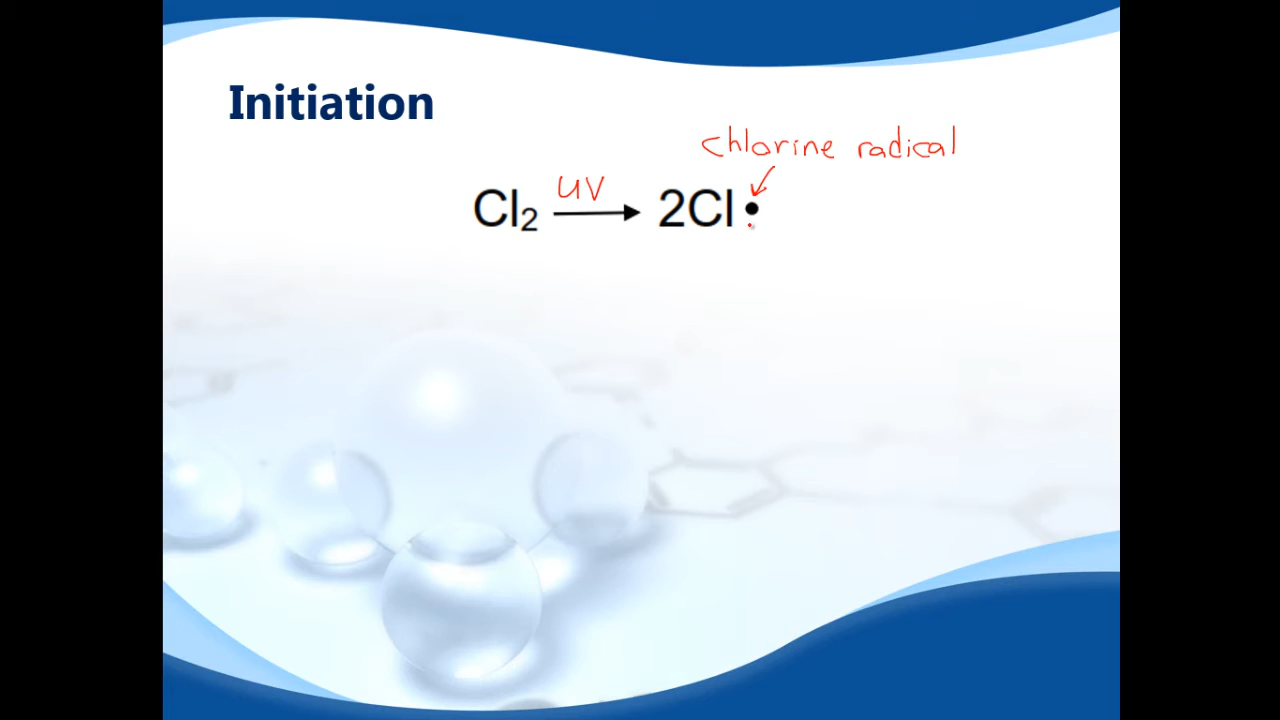 Initiation
chlorine radical
UV
Cl₂ ⟶ 2Cl •